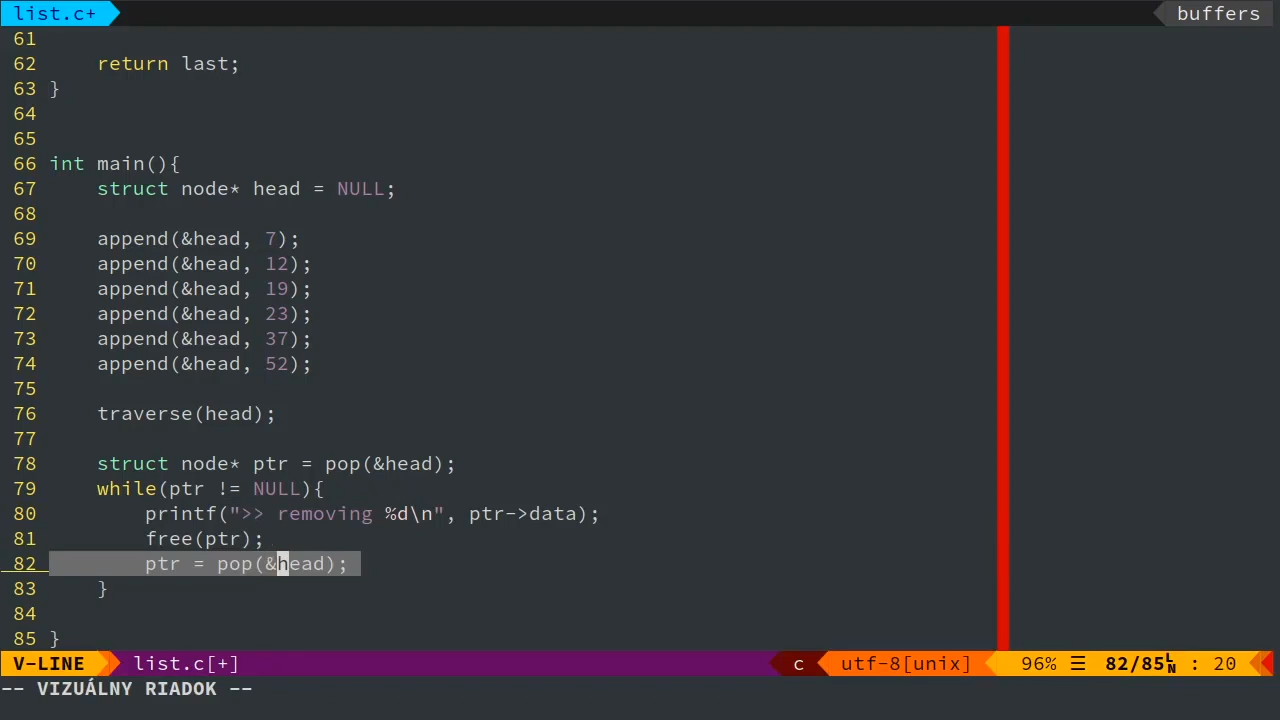 list.c+ buffers
61
62     return last;
63 }
64
65
66 int main(){
67     struct node* head = NULL;
68
69     append(&head, 7);
70     append(&head, 12);
71     append(&head, 19);
72     append(&head, 23);
73     append(&head, 37);
74     append(&head, 52);
75
76     traverse(head);
77
78     struct node* ptr = pop(&head);
79     while(ptr != NULL){
80         printf(">> removing %d\n", ptr->data);
81         free(ptr);
82         ptr = pop(&head);
83     }
84
85 }
V-LINE list.c[+] c utf-8[unix] 96% ☰ 82/85 LN : 20
-- VIZUÁLNY RIADOK --